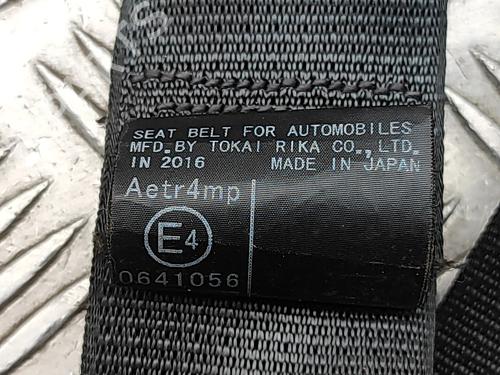 SEAT BELT FOR AUTOMOBILES
MFD. BY TOKAI RIKA CO., LTD.
IN 2016 MADE IN JAPAN
Aetr4mp
E4
0641056